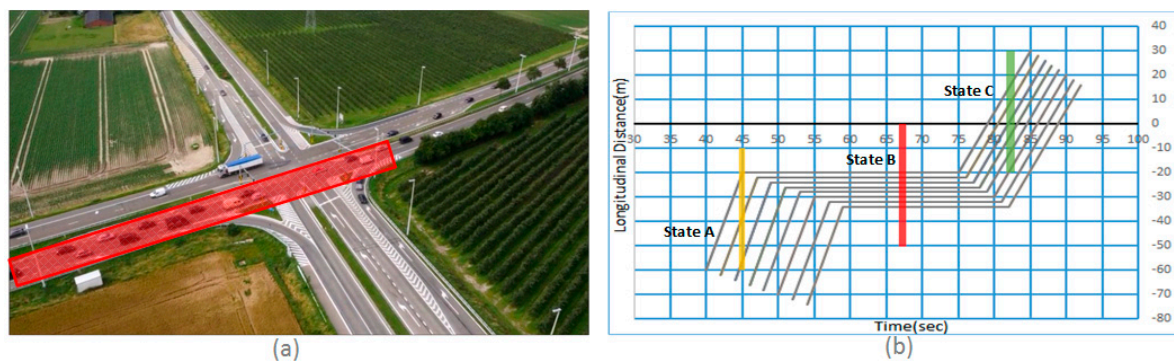 40
30
20
10
0
-10
-20
-30
-40
-50
-60
-70
-80
Longitudinal Distance(m)
State C
30 35 40 45 50 55 60 65 70 75 80 85 90 95 100
State B
State A
Time(sec)
(a)
(b)